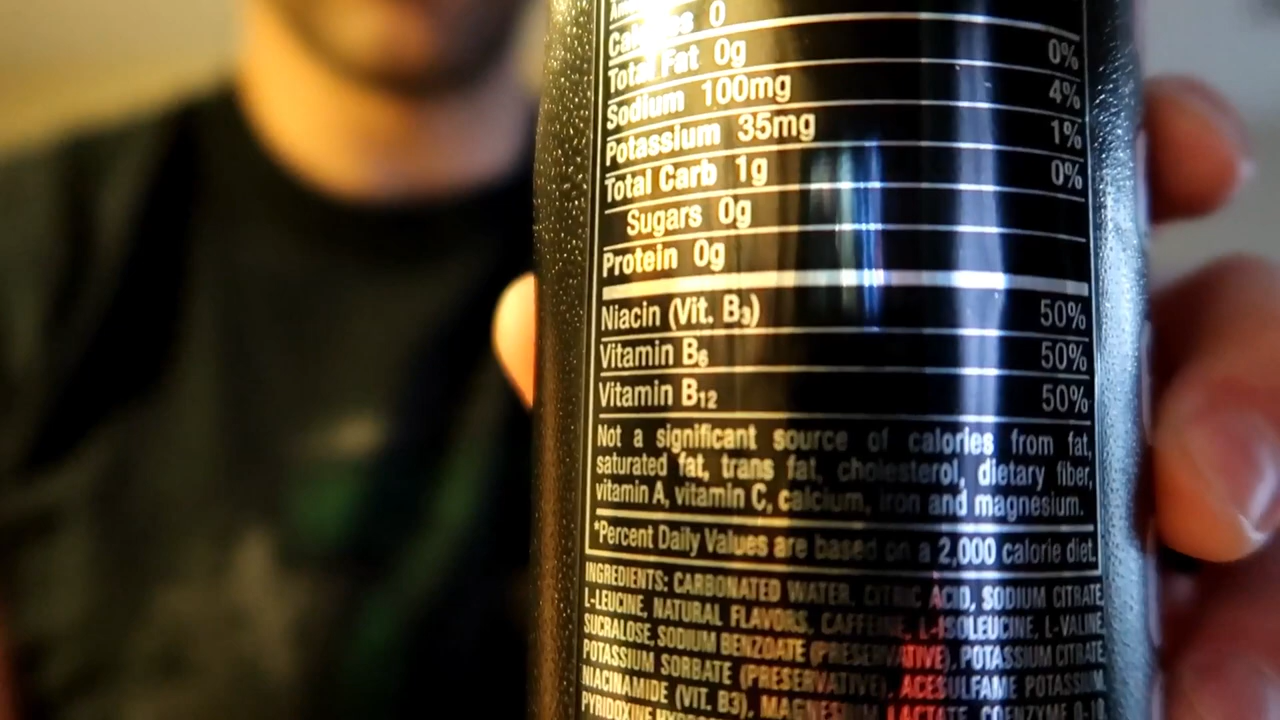 Calories 0
Total Fat 0g 0%
Sodium 100mg 4%
Potassium 35mg 1%
Total Carb 1g 0%
Sugars 0g
Protein 0g
Niacin (Vit. B₃) 50%
Vitamin B₆ 50%
Vitamin B₁₂ 50%
Not a significant source of calories from fat,
saturated fat, trans fat, cholesterol, dietary fiber,
vitamin A, vitamin C, calcium, iron and magnesium.
*Percent Daily Values are based on a 2,000 calorie diet.
INGREDIENTS: CARBONATED WATER, CITRIC ACID, SODIUM CITRATE,
L-LEUCINE, NATURAL FLAVORS, CAFFEINE, L-ISOLEUCINE, L-VALINE,
SUCRALOSE, SODIUM BENZOATE (PRESERVATIVE), POTASSIUM CITRATE,
POTASSIUM SORBATE (PRESERVATIVE), ACESULFAME POTASSIUM,
NIACINAMIDE (VIT. B3), MAGNESIUM LACTATE, COENZYME Q-10,
PYRIDOXINE